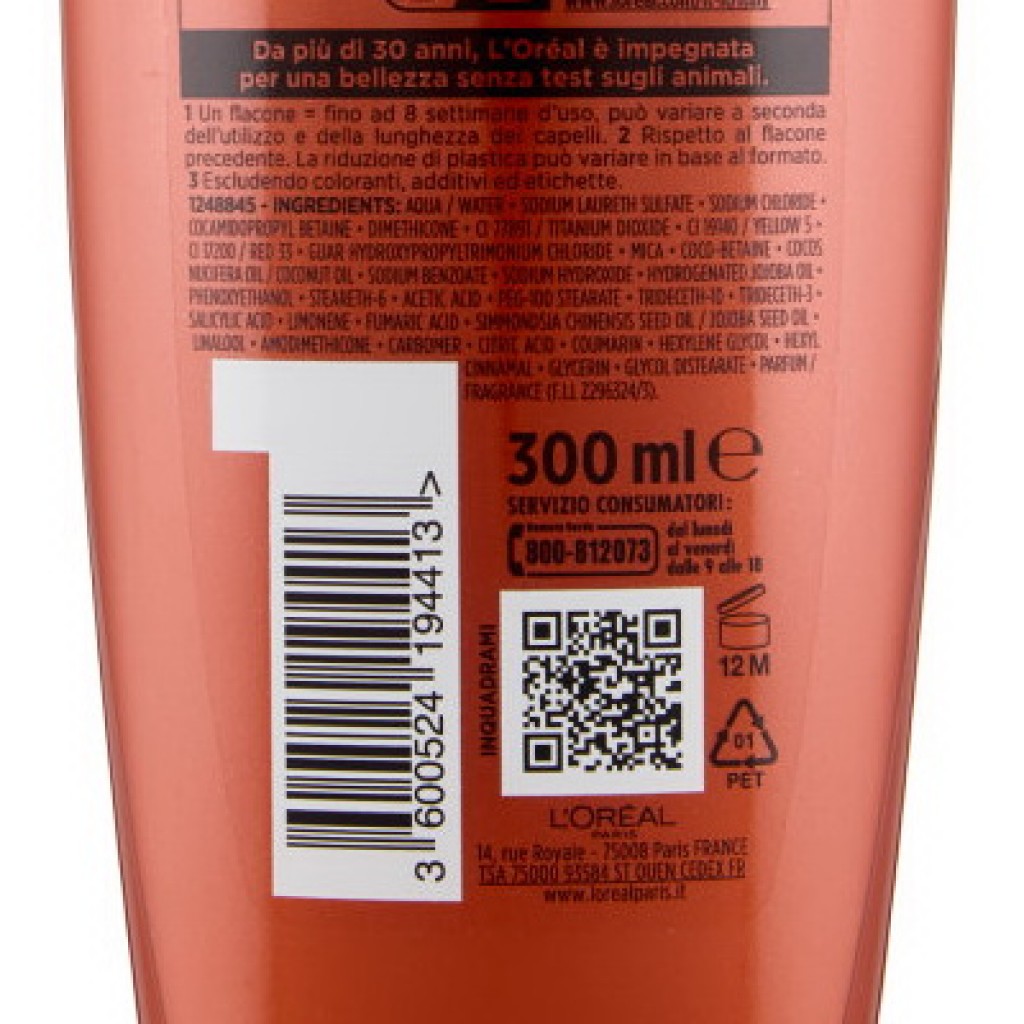 Da più di 30 anni, L'Oréal è impegnata
per una bellezza senza test sugli animali.
1 Un flacone = fino ad 8 settimane d'uso, può variare a seconda
dell'utilizzo e della lunghezza dei capelli. 2 Rispetto al flacone
precedente. La riduzione di plastica può variare in base al formato.
3 Escludendo coloranti, additivi ed etichette.
1248845 - INGREDIENTS: AQUA / WATER • SODIUM LAURETH SULFATE • SODIUM CHLORIDE •
COCAMIDOPROPYL BETAINE • DIMETHICONE • CI 77891 / TITANIUM DIOXIDE • CI 19140 / YELLOW 5 •
CI 17200 / RED 33 • GUAR HYDROXYPROPYLTRIMONIUM CHLORIDE • MICA • COCO-BETAINE • COCOS
NUCIFERA OIL / COCONUT OIL • SODIUM BENZOATE • SODIUM HYDROXIDE • HYDROGENATED JOJOBA OIL •
PHENOXYETHANOL • STEARETH-6 • ACETIC ACID • PEG-100 STEARATE • TRIDECETH-10 • TRIDECETH-3 •
SALICYLIC ACID • LIMONENE • FUMARIC ACID • SIMMONDSIA CHINENSIS SEED OIL / JOJOBA SEED OIL •
LINALOOL • AMODIMETHICONE • CARBOMER • CITRIC ACID • COUMARIN • HEXYLENE GLYCOL • HEXYL
CINNAMAL • GLYCERIN • GLYCOL DISTEARATE • PARFUM /
FRAGRANCE (F.I.L. Z296324/3).
300 ml e
SERVIZIO CONSUMATORI:
Numero Verde
800-812073
dal lunedì
al venerdì
dalle 9 alle 18
3 600524 194413 >
INQUADRAMI
12 M
01
PET
L'ORÉAL
PARIS
14, rue Royale - 75008 Paris FRANCE
TSA 75000 93584 ST OUEN CEDEX FR
www.lorealparis.it